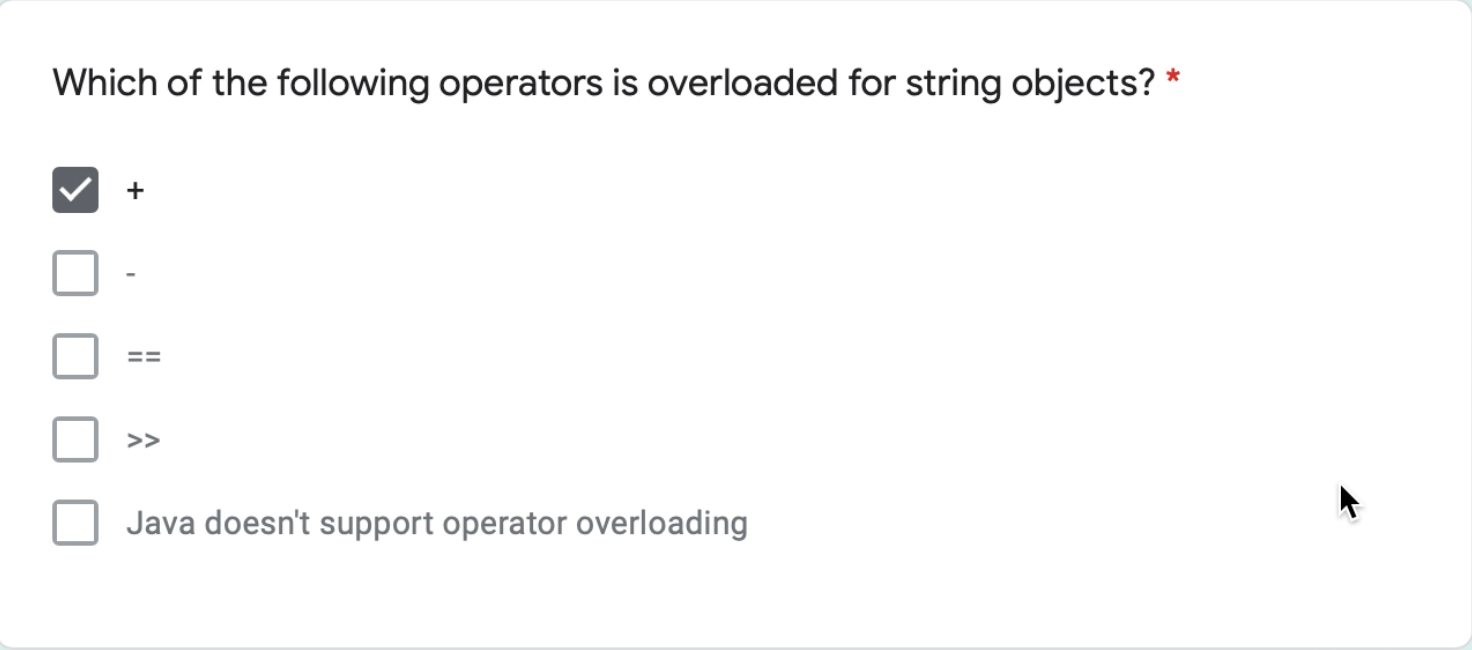 Which of the following operators is overloaded for string objects? *
+
-
==
>>
Java doesn't support operator overloading